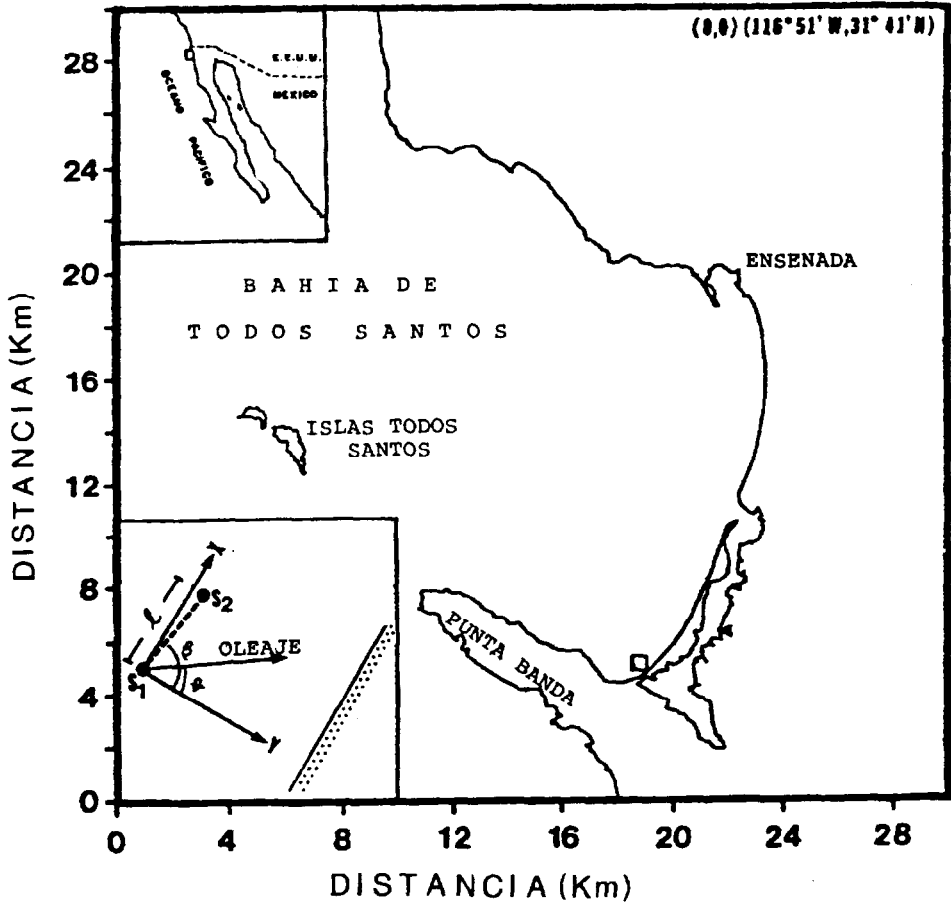 (0,0) (116°51' W,31° 41' N)
E.E.U.U.
MEXICO
OCEANO
PACIFICO
28
24
20
16
12
8
4
0
DISTANCIA (Km)
ENSENADA
BAHIA DE
TODOS SANTOS
ISLAS TODOS
SANTOS
X
ℓ
S2
β
OLEAJE
S1
α
Y
PUNTA BANDA
0 4 8 12 16 20 24 28
DISTANCIA (Km)